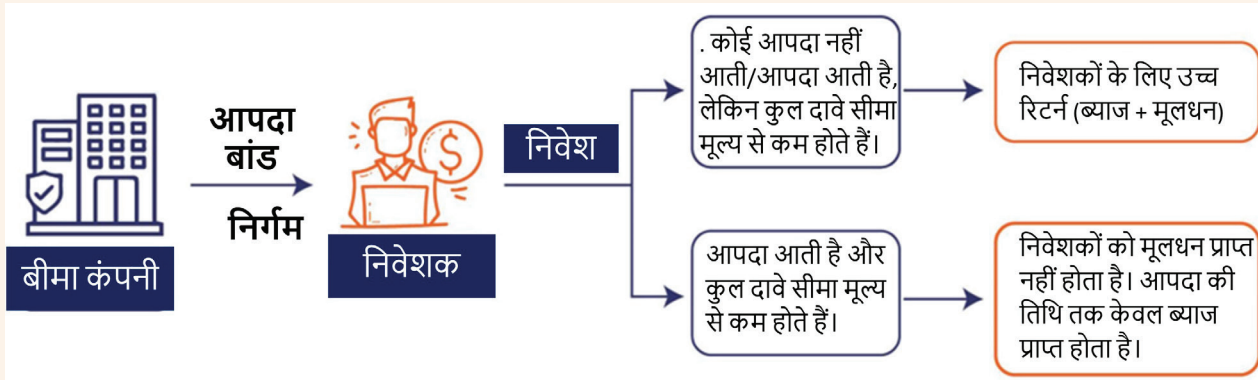 बीमा कंपनी
आपदा
बांड
निर्गम
$
निवेशक
निवेश
. कोई आपदा नहीं
आती/आपदा आती है,
लेकिन कुल दावे सीमा
मूल्य से कम होते हैं।
निवेशकों के लिए उच्च
रिटर्न (ब्याज + मूलधन)
आपदा आती है और
कुल दावे सीमा मूल्य
से कम होते हैं।
निवेशकों को मूलधन प्राप्त
नहीं होता है। आपदा की
तिथि तक केवल ब्याज
प्राप्त होता है।